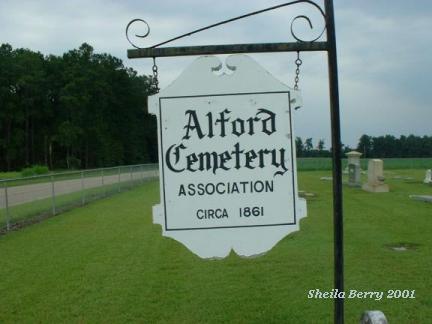 Alford
Cemetery
ASSOCIATION
CIRCA 1861
Sheila Berry 2001